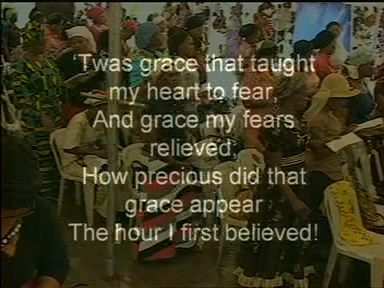 ‘Twas grace that taught
my heart to fear,
And grace my fears
relieved;
How precious did that
grace appear
The hour I first believed!